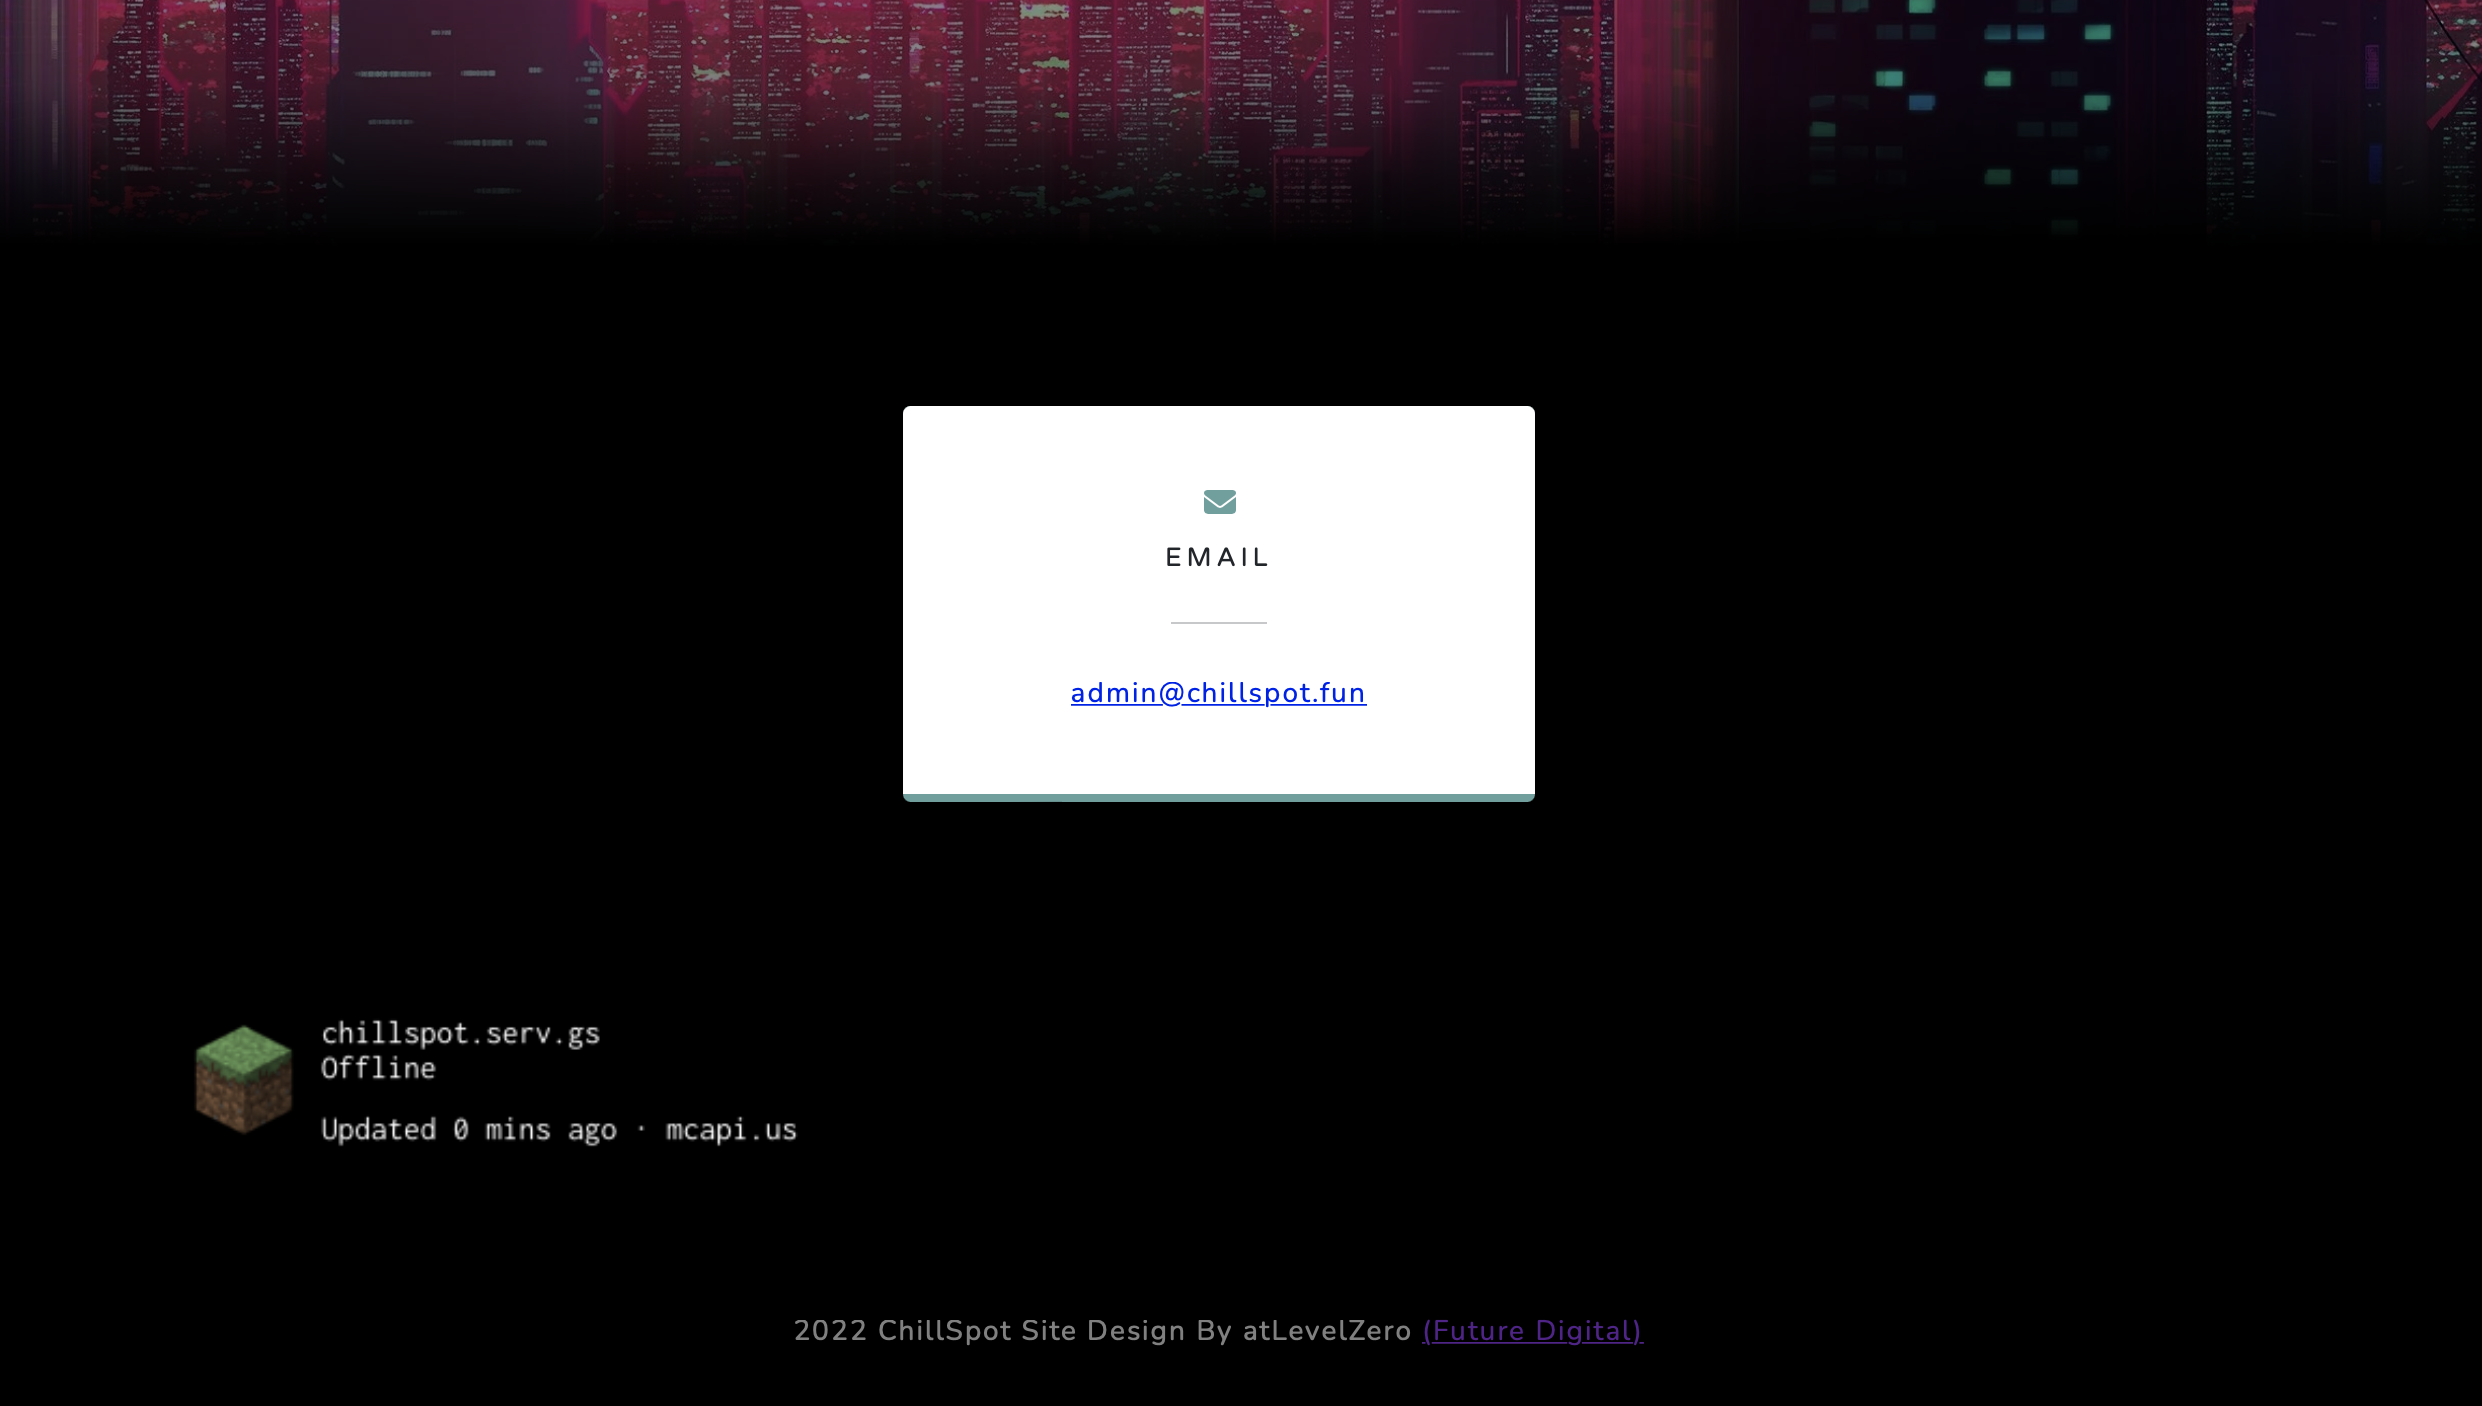 EMAIL
admin@chillspot.fun
chillspot.serv.gs
Offline
Updated 0 mins ago · mcapi.us
2022 ChillSpot Site Design By atLevelZero (Future Digital)